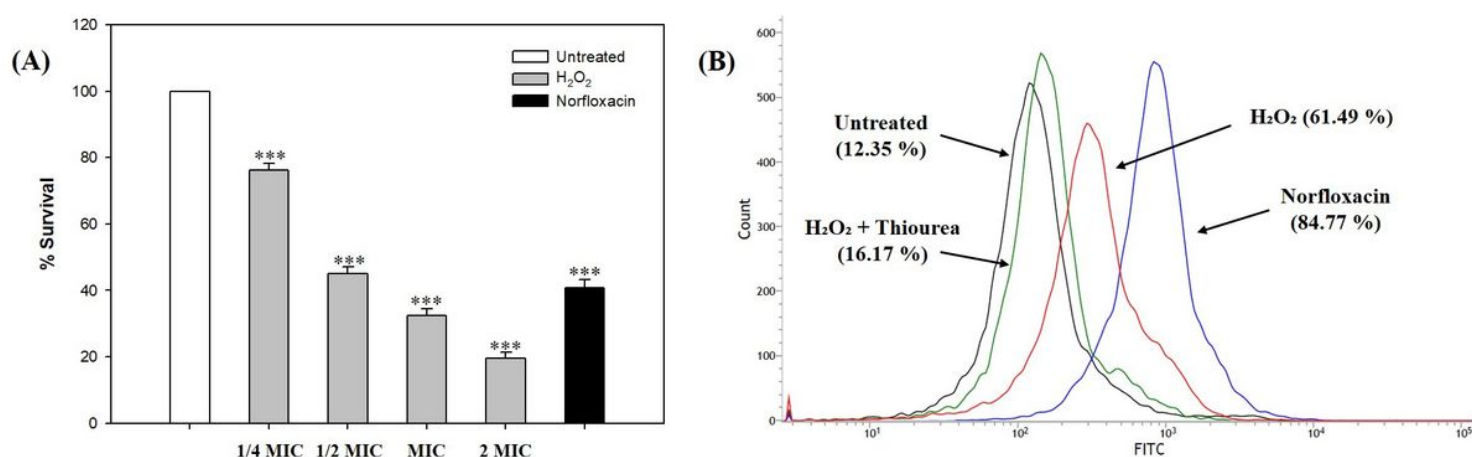 (A)
120
100
80
60
40
20
0
% Survival
Untreated
H₂O₂
Norfloxacin
***
***
***
***
***
1/4 MIC 1/2 MIC MIC 2 MIC
(B)
600
500
400
300
200
100
0
Count
Untreated
(12.35 %)
H₂O₂ + Thiourea
(16.17 %)
H₂O₂ (61.49 %)
Norfloxacin
(84.77 %)
10¹ 10² 10³ 10⁴ 10⁵
FITC